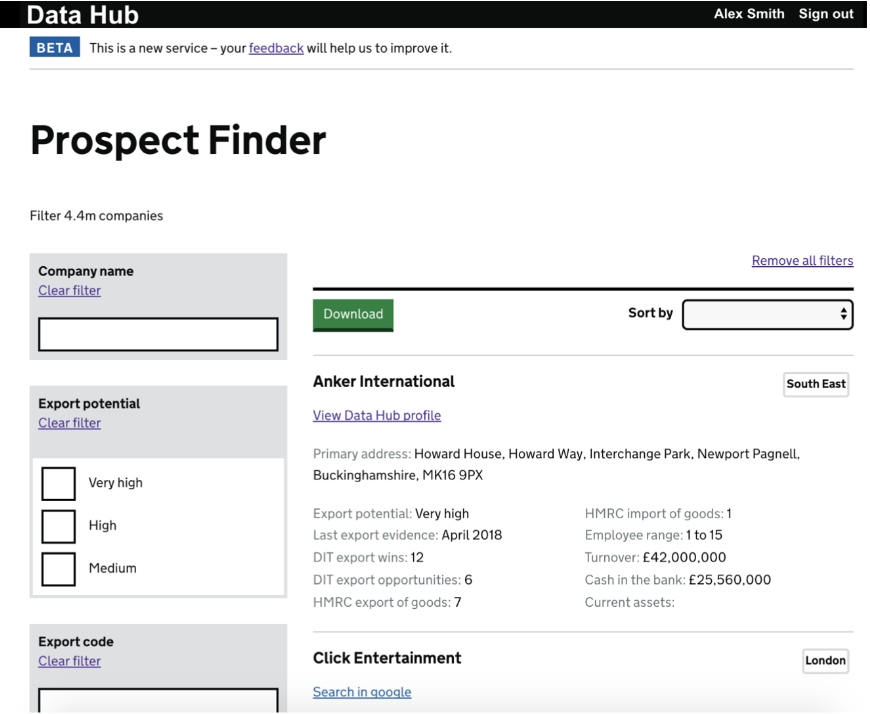 Data Hub
Alex Smith Sign out
BETA This is a new service – your feedback will help us to improve it.
Prospect Finder
Filter 4.4m companies
Company name
Clear filter
Export potential
Clear filter
Very high
High
Medium
Export code
Clear filter
Remove all filters
Download
Sort by
Anker International
South East
View Data Hub profile
Primary address: Howard House, Howard Way, Interchange Park, Newport Pagnell,
Buckinghamshire, MK16 9PX
Export potential: Very high
Last export evidence: April 2018
DIT export wins: 12
DIT export opportunities: 6
HMRC export of goods: 7
HMRC import of goods: 1
Employee range: 1 to 15
Turnover: £42,000,000
Cash in the bank: £25,560,000
Current assets:
Click Entertainment
London
Search in google